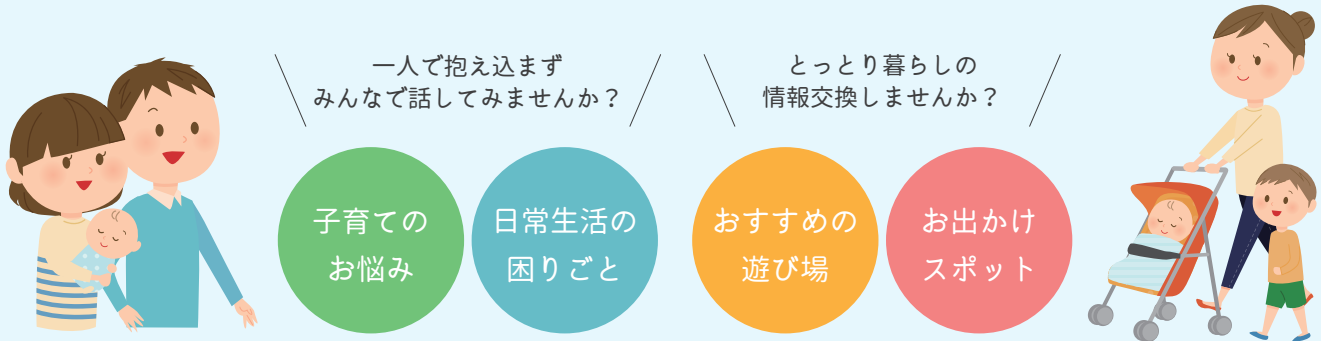 一人で抱え込まず
みんなで話してみませんか？
とっとり暮らしの
情報交換しませんか？
子育ての
お悩み
日常生活の
困りごと
おすすめの
遊び場
お出かけ
スポット